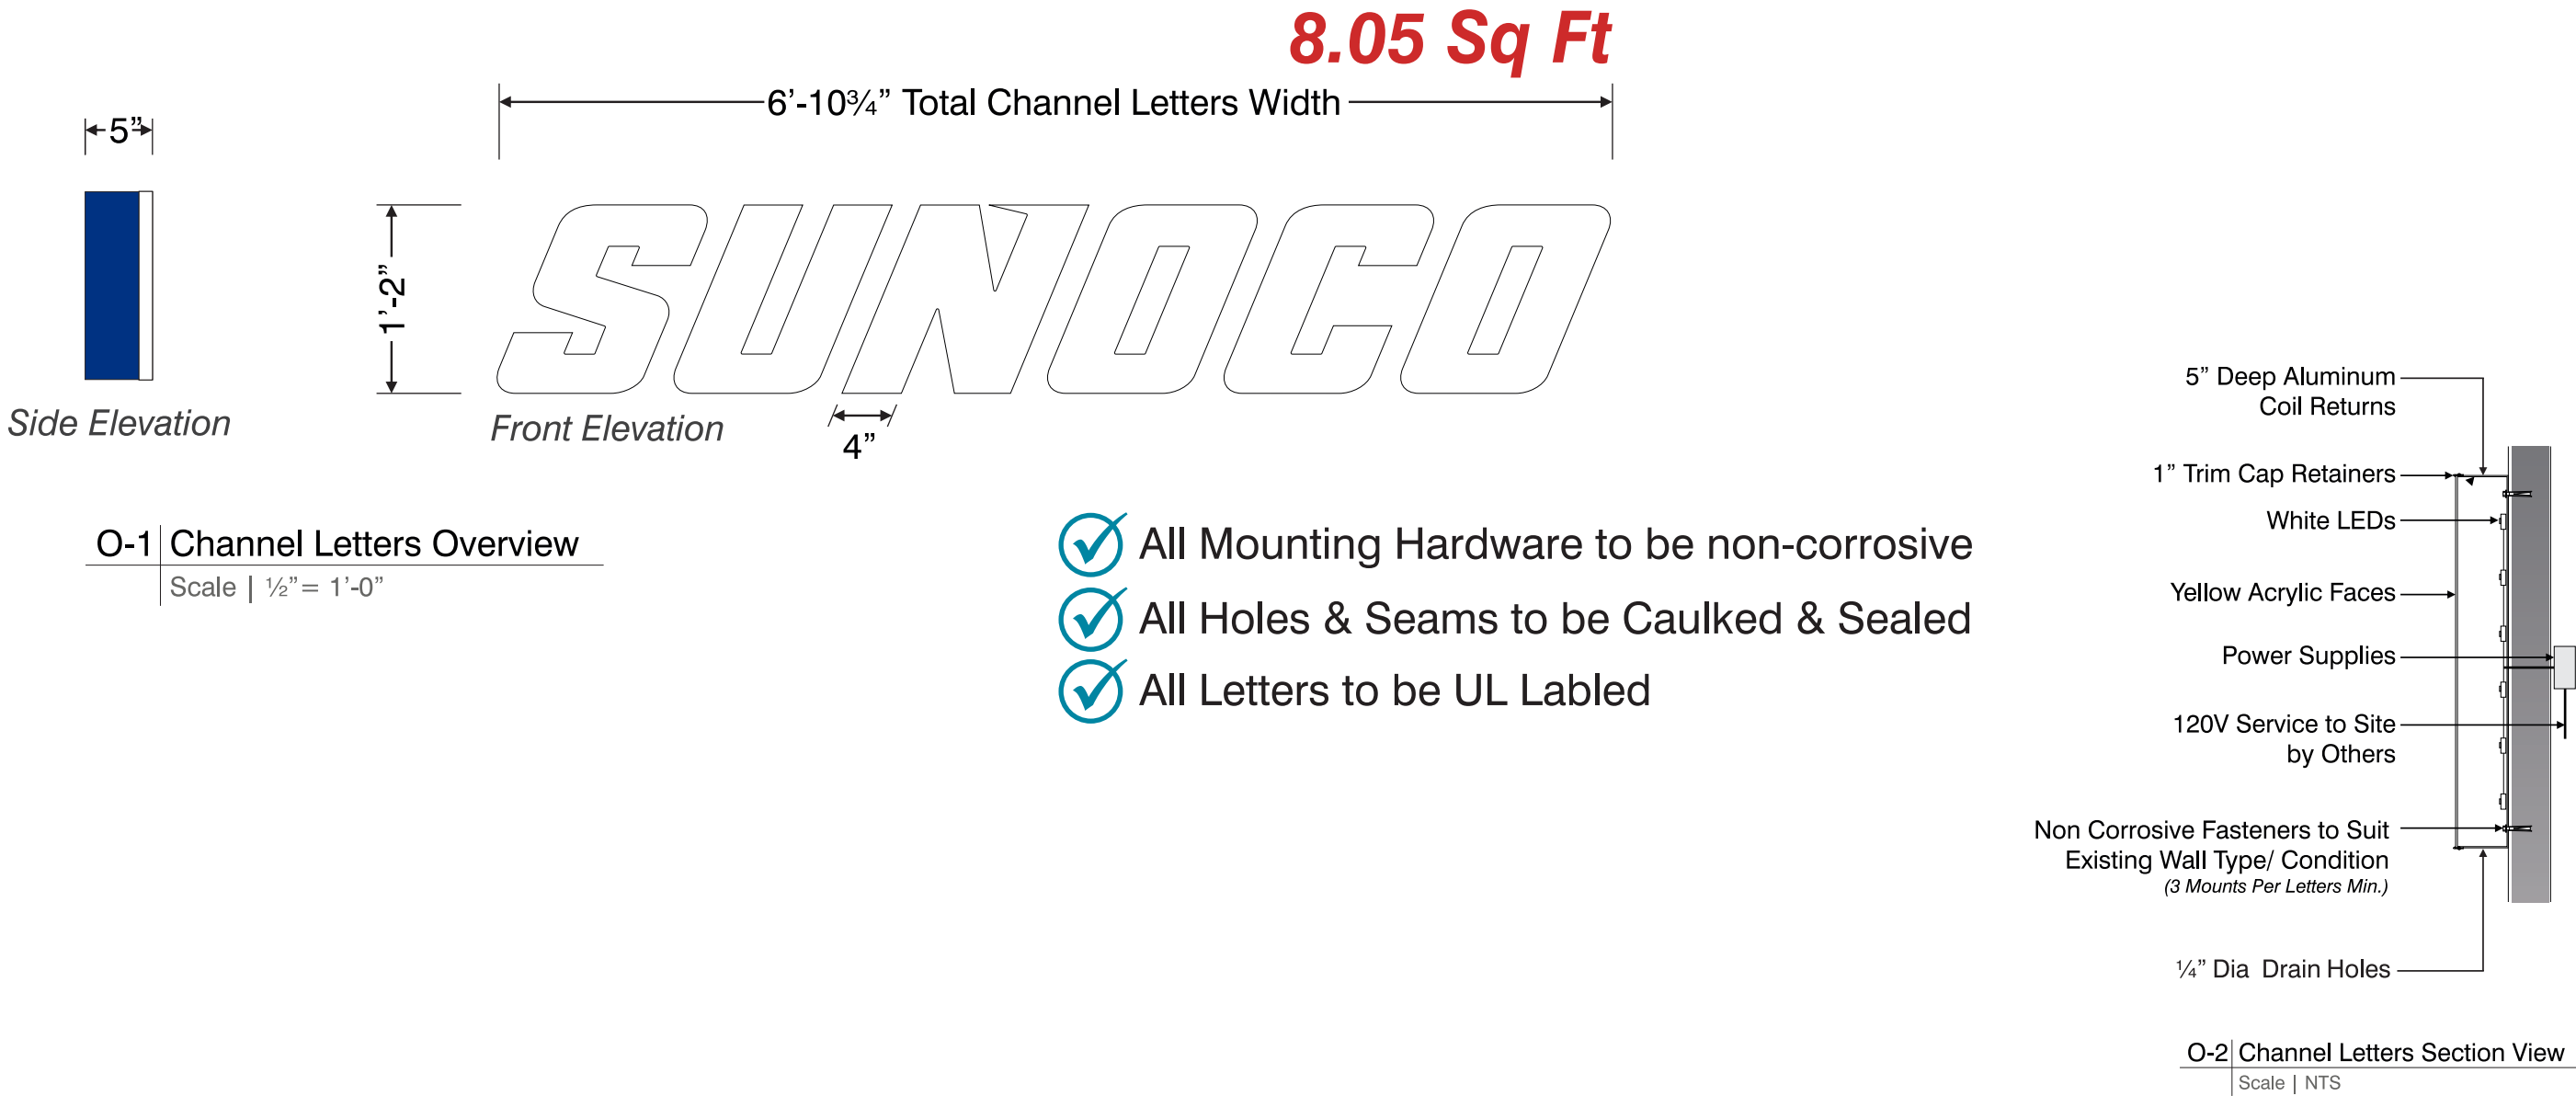 8.05 Sq Ft
6’-10¾” Total Channel Letters Width
5”
1’-2”
SUNOCO
Side Elevation
Front Elevation
4”
O-1 Channel Letters Overview
Scale | ½”= 1’-0”
All Mounting Hardware to be non-corrosive
All Holes & Seams to be Caulked & Sealed
All Letters to be UL Labled
5” Deep Aluminum
Coil Returns
1” Trim Cap Retainers
White LEDs
Yellow Acrylic Faces
Power Supplies
120V Service to Site
by Others
Non Corrosive Fasteners to Suit
Existing Wall Type/ Condition
(3 Mounts Per Letters Min.)
¼” Dia Drain Holes
O-2 Channel Letters Section View
Scale | NTS